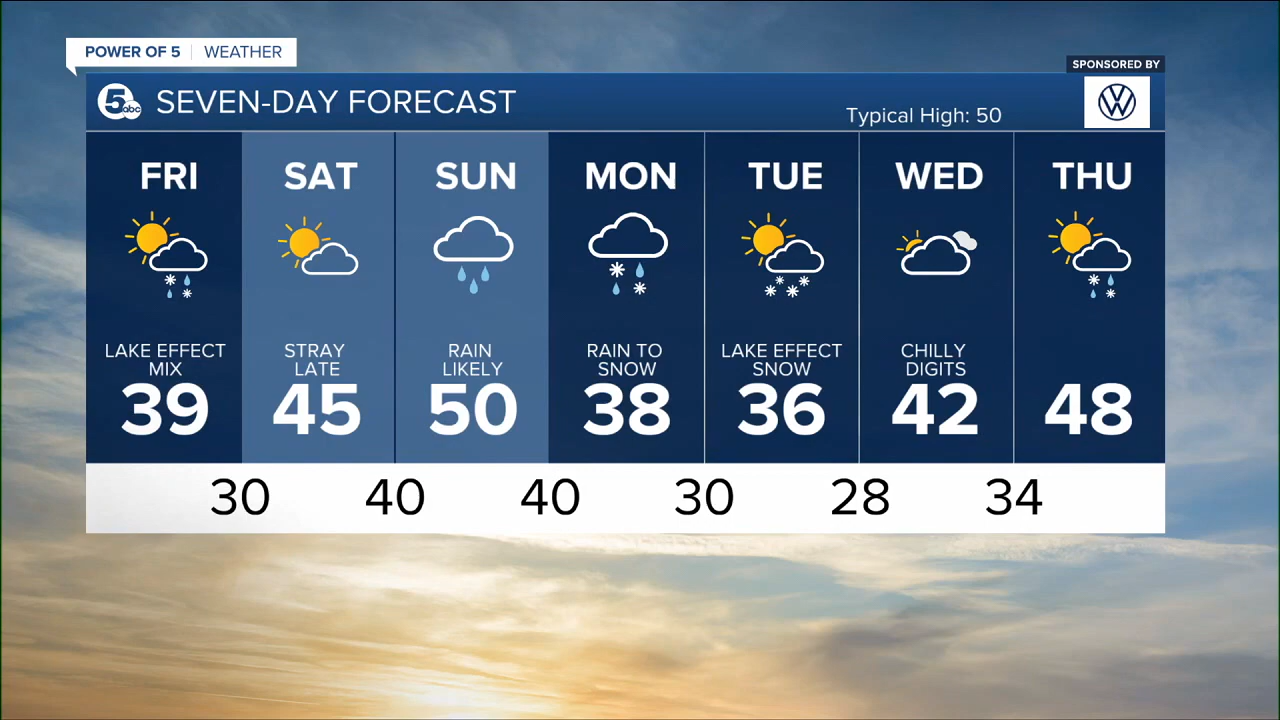 POWER OF 5 | WEATHER
SPONSORED BY
5 abc SEVEN-DAY FORECAST
Typical High: 50
FRI SAT SUN MON TUE WED THU
LAKE EFFECT STRAY RAIN RAIN TO LAKE EFFECT CHILLY
MIX LATE LIKELY SNOW SNOW DIGITS
39 45 50 38 36 42 48
30 40 40 30 28 34